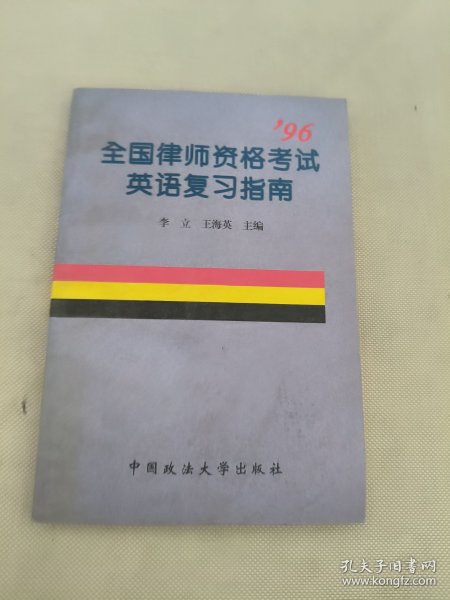 '96
全国律师资格考试
英语复习指南
李立 王海英 主编
中国政法大学出版社
孔夫子旧书网
www.kongfz.com